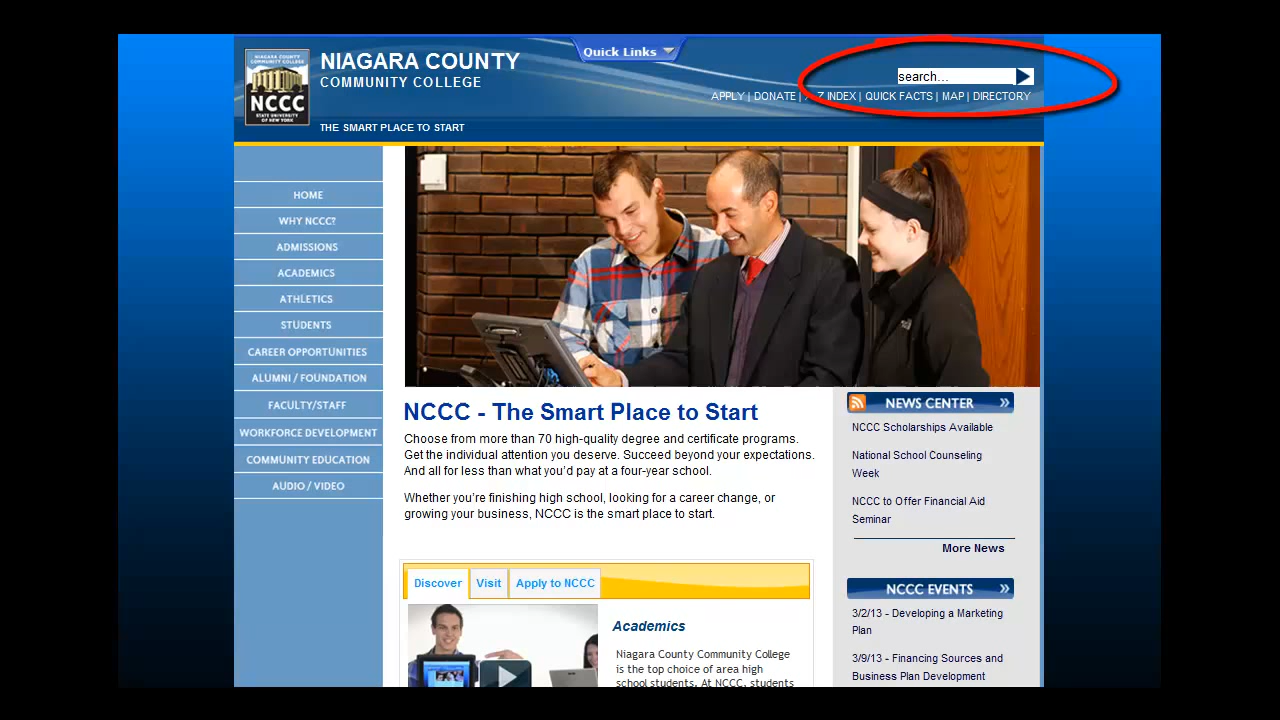 Quick Links
NIAGARA COUNTY
COMMUNITY COLLEGE
NIAGARA COUNTY
COMMUNITY COLLEGE
NCCC
STATE UNIVERSITY
OF NEW YORK
search...
APPLY | DONATE | A-Z INDEX | QUICK FACTS | MAP | DIRECTORY
THE SMART PLACE TO START
HOME
WHY NCCC?
ADMISSIONS
ACADEMICS
ATHLETICS
STUDENTS
CAREER OPPORTUNITIES
ALUMNI / FOUNDATION
FACULTY/STAFF
WORKFORCE DEVELOPMENT
COMMUNITY EDUCATION
AUDIO / VIDEO
NCCC - The Smart Place to Start
Choose from more than 70 high-quality degree and certificate programs.
Get the individual attention you deserve. Succeed beyond your expectations.
And all for less than what you'd pay at a four-year school.
Whether you're finishing high school, looking for a career change, or
growing your business, NCCC is the smart place to start.
Discover
Visit
Apply to NCCC
Academics
Niagara County Community College
is the top choice of area high
school students. At NCCC, students
NEWS CENTER »
NCCC Scholarships Available
National School Counseling
Week
NCCC to Offer Financial Aid
Seminar
More News
NCCC EVENTS »
3/2/13 - Developing a Marketing
Plan
3/9/13 - Financing Sources and
Business Plan Development